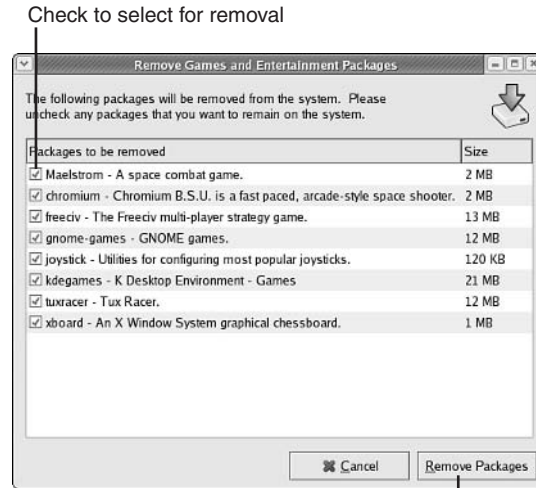 Check to select for removal
Remove Games and Entertainment Packages
The following packages will be removed from the system. Please
uncheck any packages that you want to remain on the system.
Packages to be removed Size
Maelstrom - A space combat game. 2 MB
chromium - Chromium B.S.U. is a fast paced, arcade-style space shooter. 2 MB
freeciv - The Freeciv multi-player strategy game. 13 MB
gnome-games - GNOME games. 12 MB
joystick - Utilities for configuring most popular joysticks. 120 KB
kdegames - K Desktop Environment - Games 21 MB
tuxracer - Tux Racer. 12 MB
xboard - An X Window System graphical chessboard. 1 MB
Cancel Remove Packages